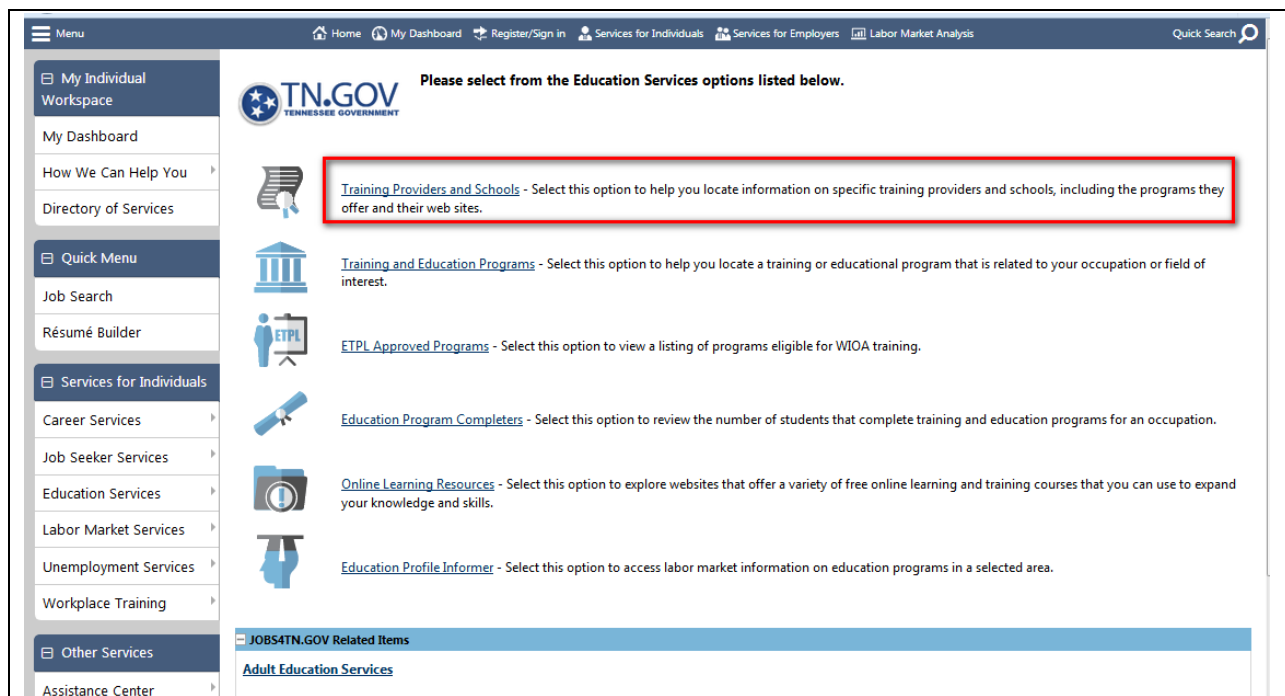 Menu
Home My Dashboard Register/Sign in Services for Individuals Services for Employers Labor Market Analysis
Quick Search
My Individual
Workspace
My Dashboard
How We Can Help You
Directory of Services
Quick Menu
Job Search
Résumé Builder
Services for Individuals
Career Services
Job Seeker Services
Education Services
Labor Market Services
Unemployment Services
Workplace Training
Other Services
Assistance Center
TN.GOV
TENNESSEE GOVERNMENT
Please select from the Education Services options listed below.
Training Providers and Schools - Select this option to help you locate information on specific training providers and schools, including the programs they
offer and their web sites.
Training and Education Programs - Select this option to help you locate a training or educational program that is related to your occupation or field of
interest.
ETPL
ETPL Approved Programs - Select this option to view a listing of programs eligible for WIOA training.
Education Program Completers - Select this option to review the number of students that complete training and education programs for an occupation.
Online Learning Resources - Select this option to explore websites that offer a variety of free online learning and training courses that you can use to expand
your knowledge and skills.
Education Profile Informer - Select this option to access labor market information on education programs in a selected area.
JOBS4TN.GOV Related Items
Adult Education Services